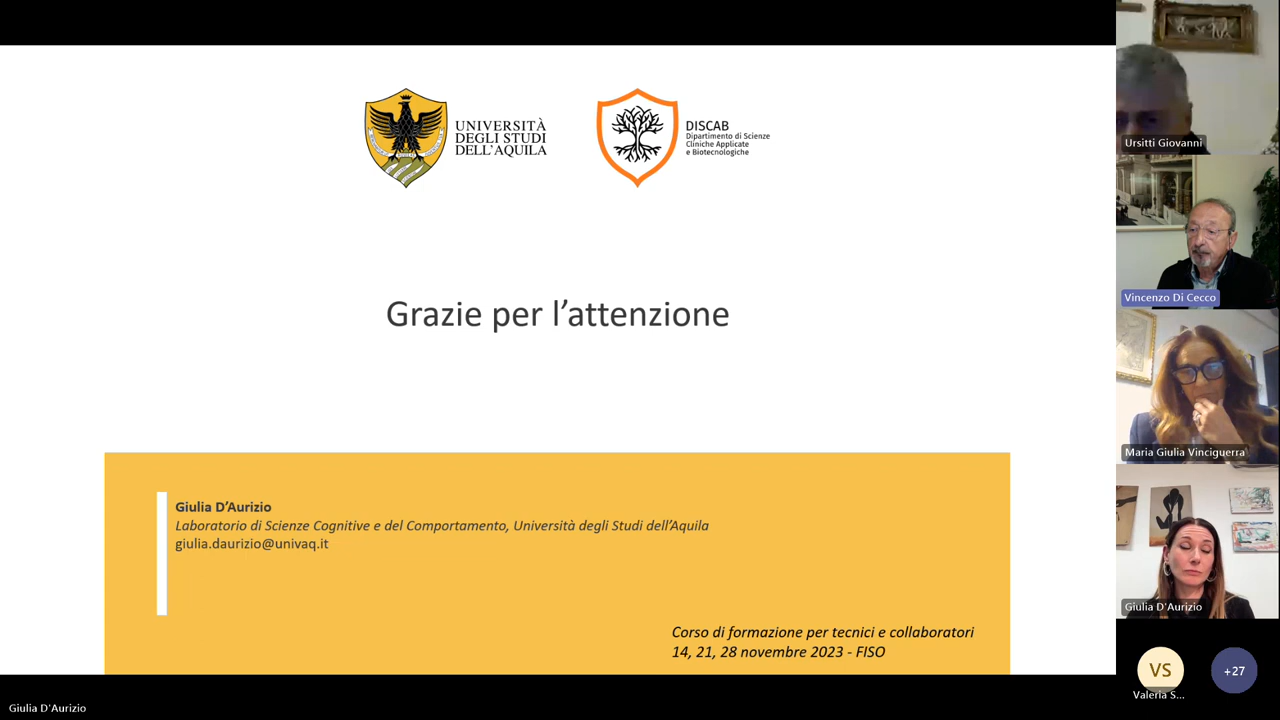 UNIVERSITÀ
DEGLI STUDI
DELL'AQUILA
DISCAB
Dipartimento di Scienze
Cliniche Applicate
e Biotecnologiche
Grazie per l'attenzione
Giulia D'Aurizio
Laboratorio di Scienze Cognitive e del Comportamento, Università degli Studi dell'Aquila
giulia.daurizio@univaq.it
Corso di formazione per tecnici e collaboratori
14, 21, 28 novembre 2023 - FISO
Ursitti Giovanni
Vincenzo Di Cecco
Maria Giulia Vinciguerra
Giulia D'Aurizio
VS
+27
Valeria S...
Giulia D'Aurizio